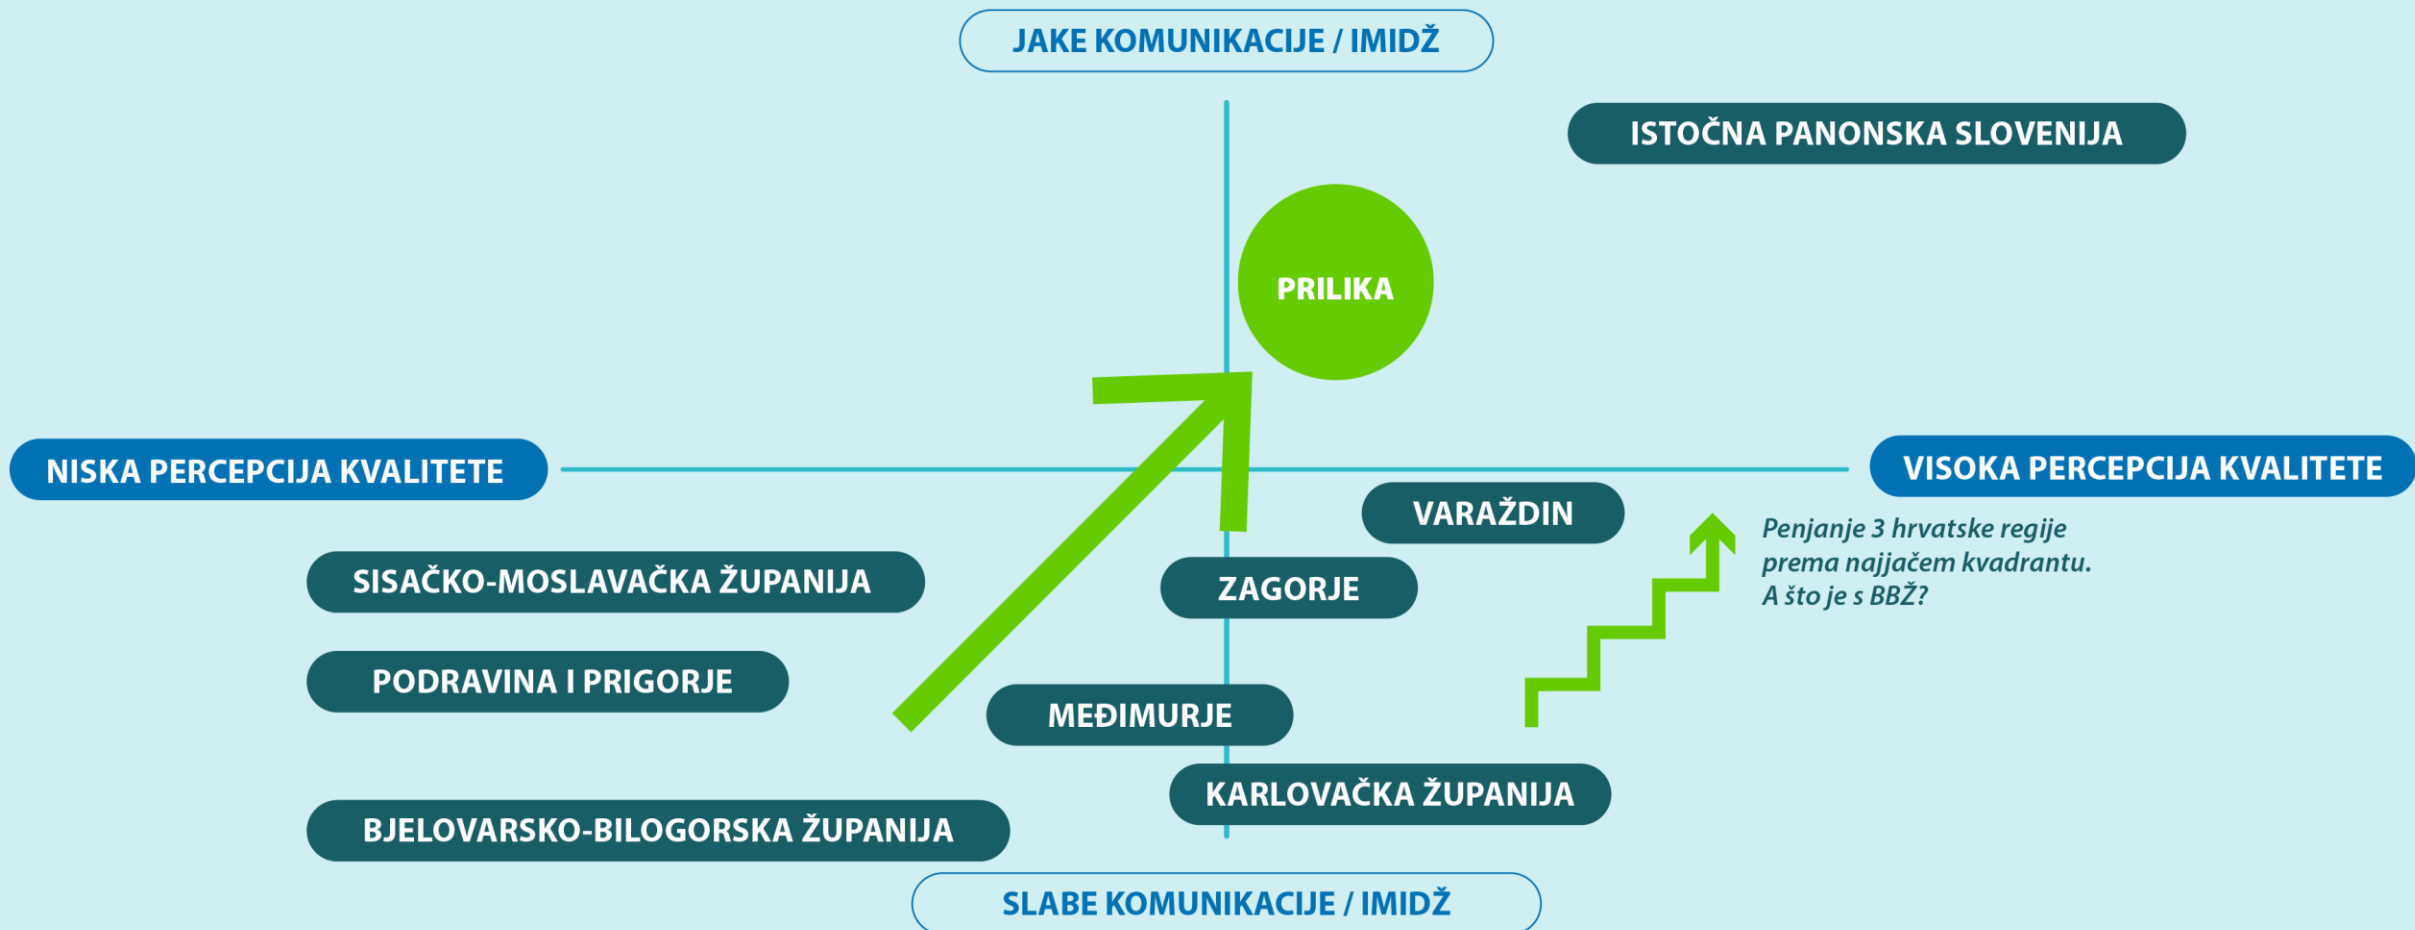 JAKE KOMUNIKACIJE / IMIDŽ
ISTOČNA PANONSKA SLOVENIJA
PRILIKA
NISKA PERCEPCIJA KVALITETE
VISOKA PERCEPCIJA KVALITETE
VARAŽDIN
Penjanje 3 hrvatske regije
prema najjačem kvadrantu.
A što je s BBŽ?
SISAČKO-MOSLAVAČKA ŽUPANIJA
ZAGORJE
PODRAVINA I PRIGORJE
MEĐIMURJE
KARLOVAČKA ŽUPANIJA
BJELOVARSKO-BILOGORSKA ŽUPANIJA
SLABE KOMUNIKACIJE / IMIDŽ